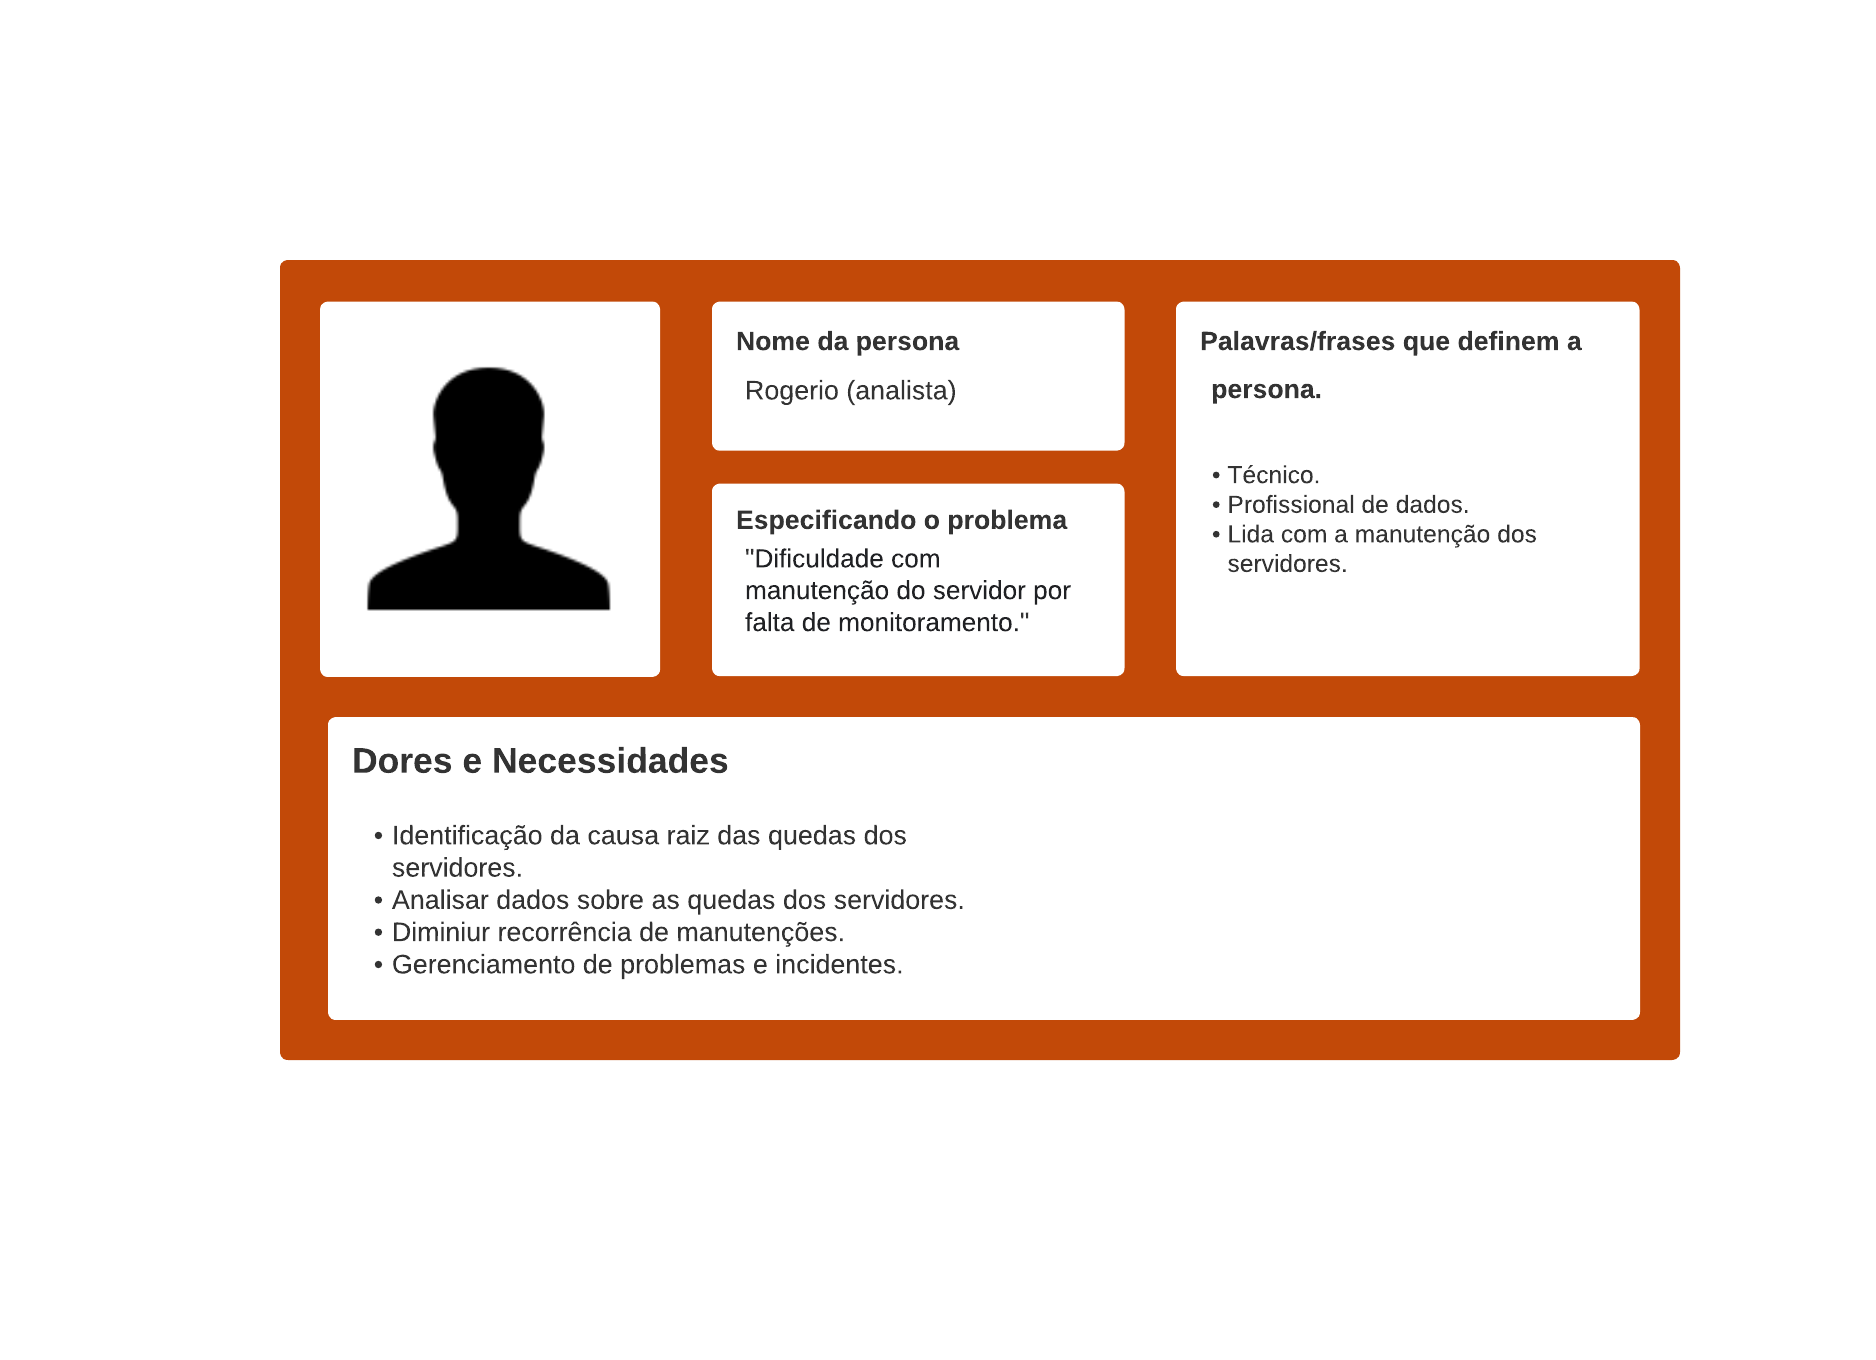 Nome da persona
Rogerio (analista)
Especificando o problema
"Dificuldade com
manutenção do servidor por
falta de monitoramento."
Palavras/frases que definem a
persona.
• Técnico.
• Profissional de dados.
• Lida com a manutenção dos
servidores.
Dores e Necessidades
• Identificação da causa raiz das quedas dos
servidores.
• Analisar dados sobre as quedas dos servidores.
• Diminiur recorrência de manutenções.
• Gerenciamento de problemas e incidentes.